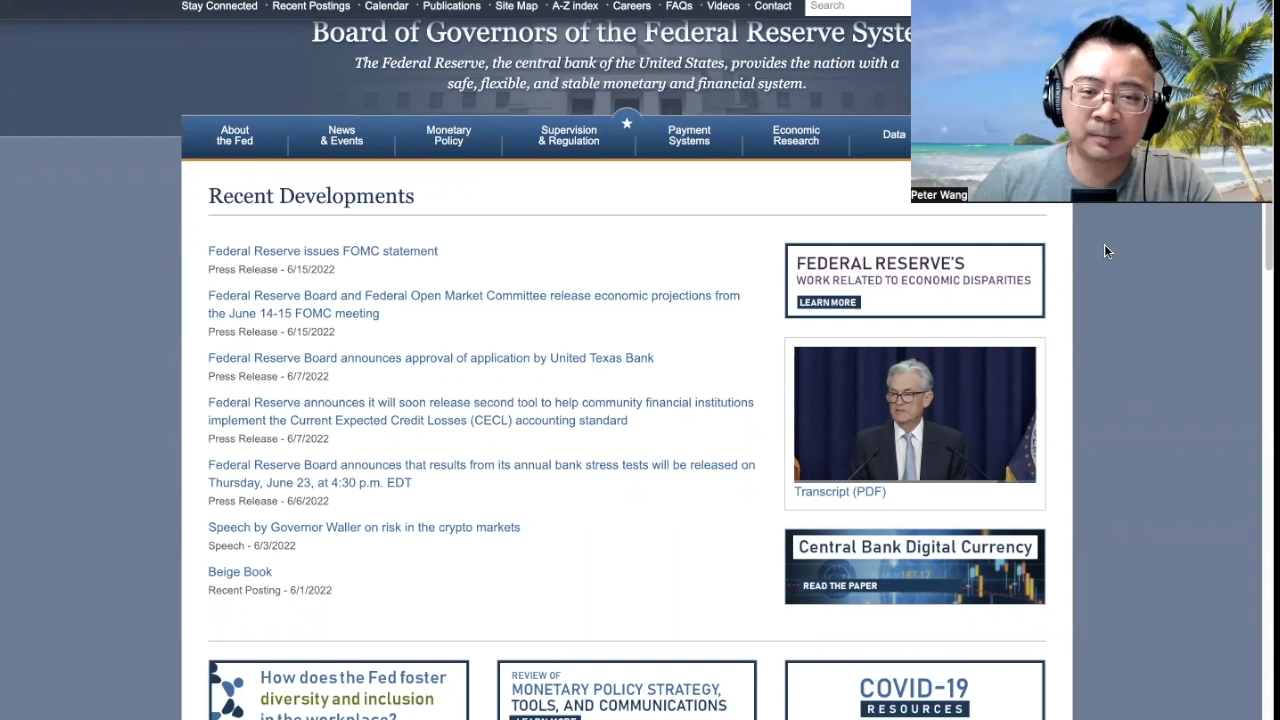 Stay Connected Recent Postings Calendar Publications Site Map A-Z index Careers FAQs Videos Contact Search
Board of Governors of the Federal Reserve Syste
The Federal Reserve, the central bank of the United States, provides the nation with a
safe, flexible, and stable monetary and financial system.
About
the Fed
News
& Events
Monetary
Policy
Supervision
& Regulation
Payment
Systems
Economic
Research
Data
Peter Wang
Recent Developments
Federal Reserve issues FOMC statement
Press Release - 6/15/2022
Federal Reserve Board and Federal Open Market Committee release economic projections from
the June 14-15 FOMC meeting
Press Release - 6/15/2022
Federal Reserve Board announces approval of application by United Texas Bank
Press Release - 6/7/2022
Federal Reserve announces it will soon release second tool to help community financial institutions
implement the Current Expected Credit Losses (CECL) accounting standard
Press Release - 6/7/2022
Federal Reserve Board announces that results from its annual bank stress tests will be released on
Thursday, June 23, at 4:30 p.m. EDT
Press Release - 6/6/2022
Speech by Governor Waller on risk in the crypto markets
Speech - 6/3/2022
Beige Book
Recent Posting - 6/1/2022
FEDERAL RESERVE'S
WORK RELATED TO ECONOMIC DISPARITIES
LEARN MORE
Transcript (PDF)
Central Bank Digital Currency
187.12
READ THE PAPER
How does the Fed foster
diversity and inclusion
in the workplace?
REVIEW OF
MONETARY POLICY STRATEGY,
TOOLS, AND COMMUNICATIONS
LEARN MORE
COVID-19
RESOURCES